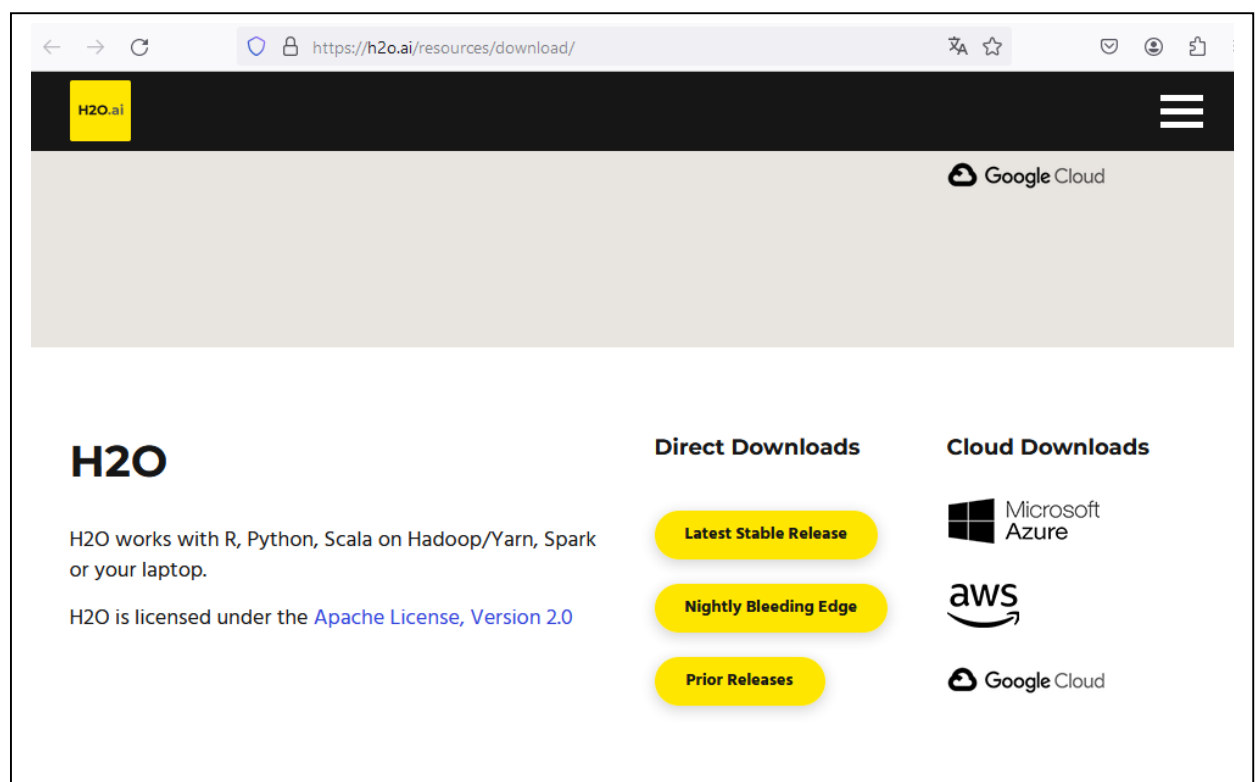 https://h2o.ai/resources/download/
H2O.ai
Google Cloud
H2O
H2O works with R, Python, Scala on Hadoop/Yarn, Spark
or your laptop.
H2O is licensed under the Apache License, Version 2.0
Direct Downloads
Latest Stable Release
Nightly Bleeding Edge
Prior Releases
Cloud Downloads
Microsoft
Azure
aws
Google Cloud